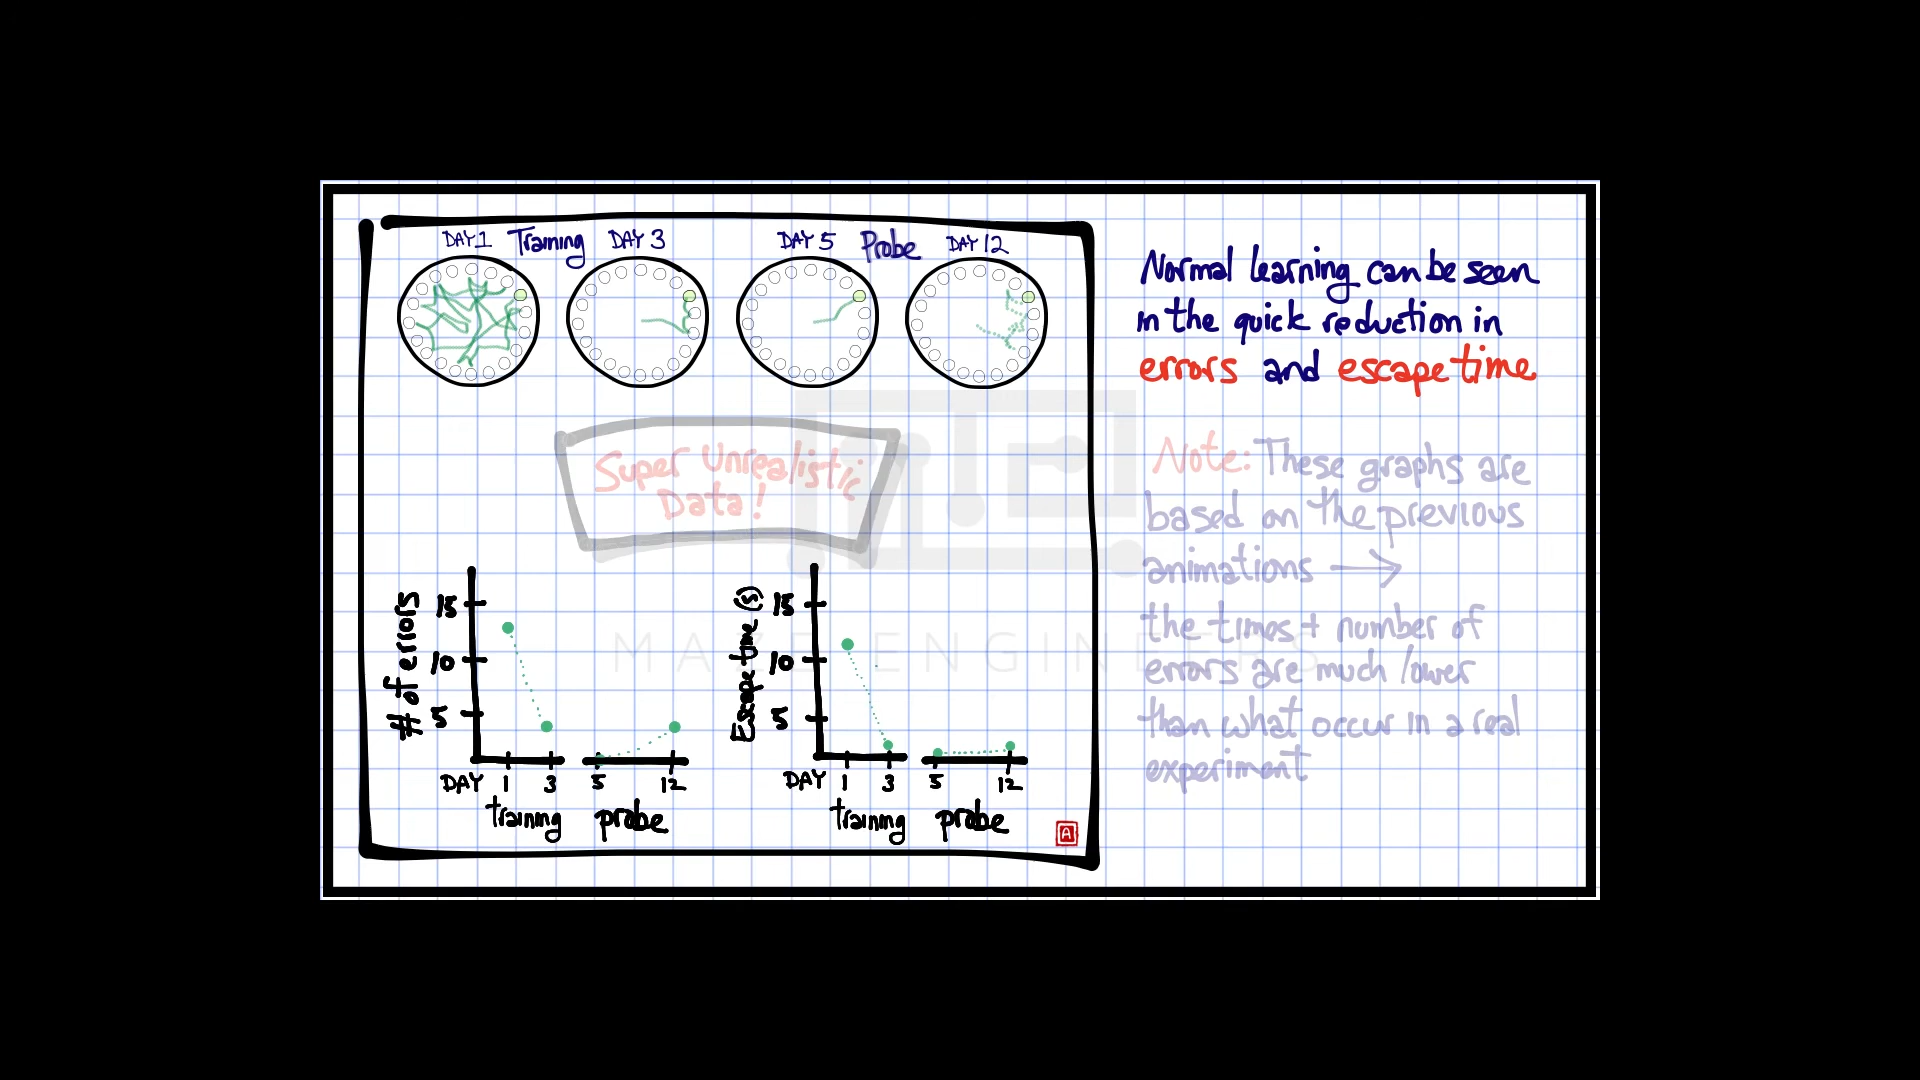 DAY 1 Training DAY 3
DAY 5 Probe DAY 12
Normal learning can be seen
in the quick reduction in
errors and escape time
Super Unrealistic
Data!
Note: These graphs are
based on the previous
animations →
the times + number of
errors are much lower
than what occur in a real
experiment
MAZE ENGINEERS
# of errors
15
10
5
DAY 1 3 5 12
training probe
Escape time (s)
15
10
5
DAY 1 3 5 12
training probe
A